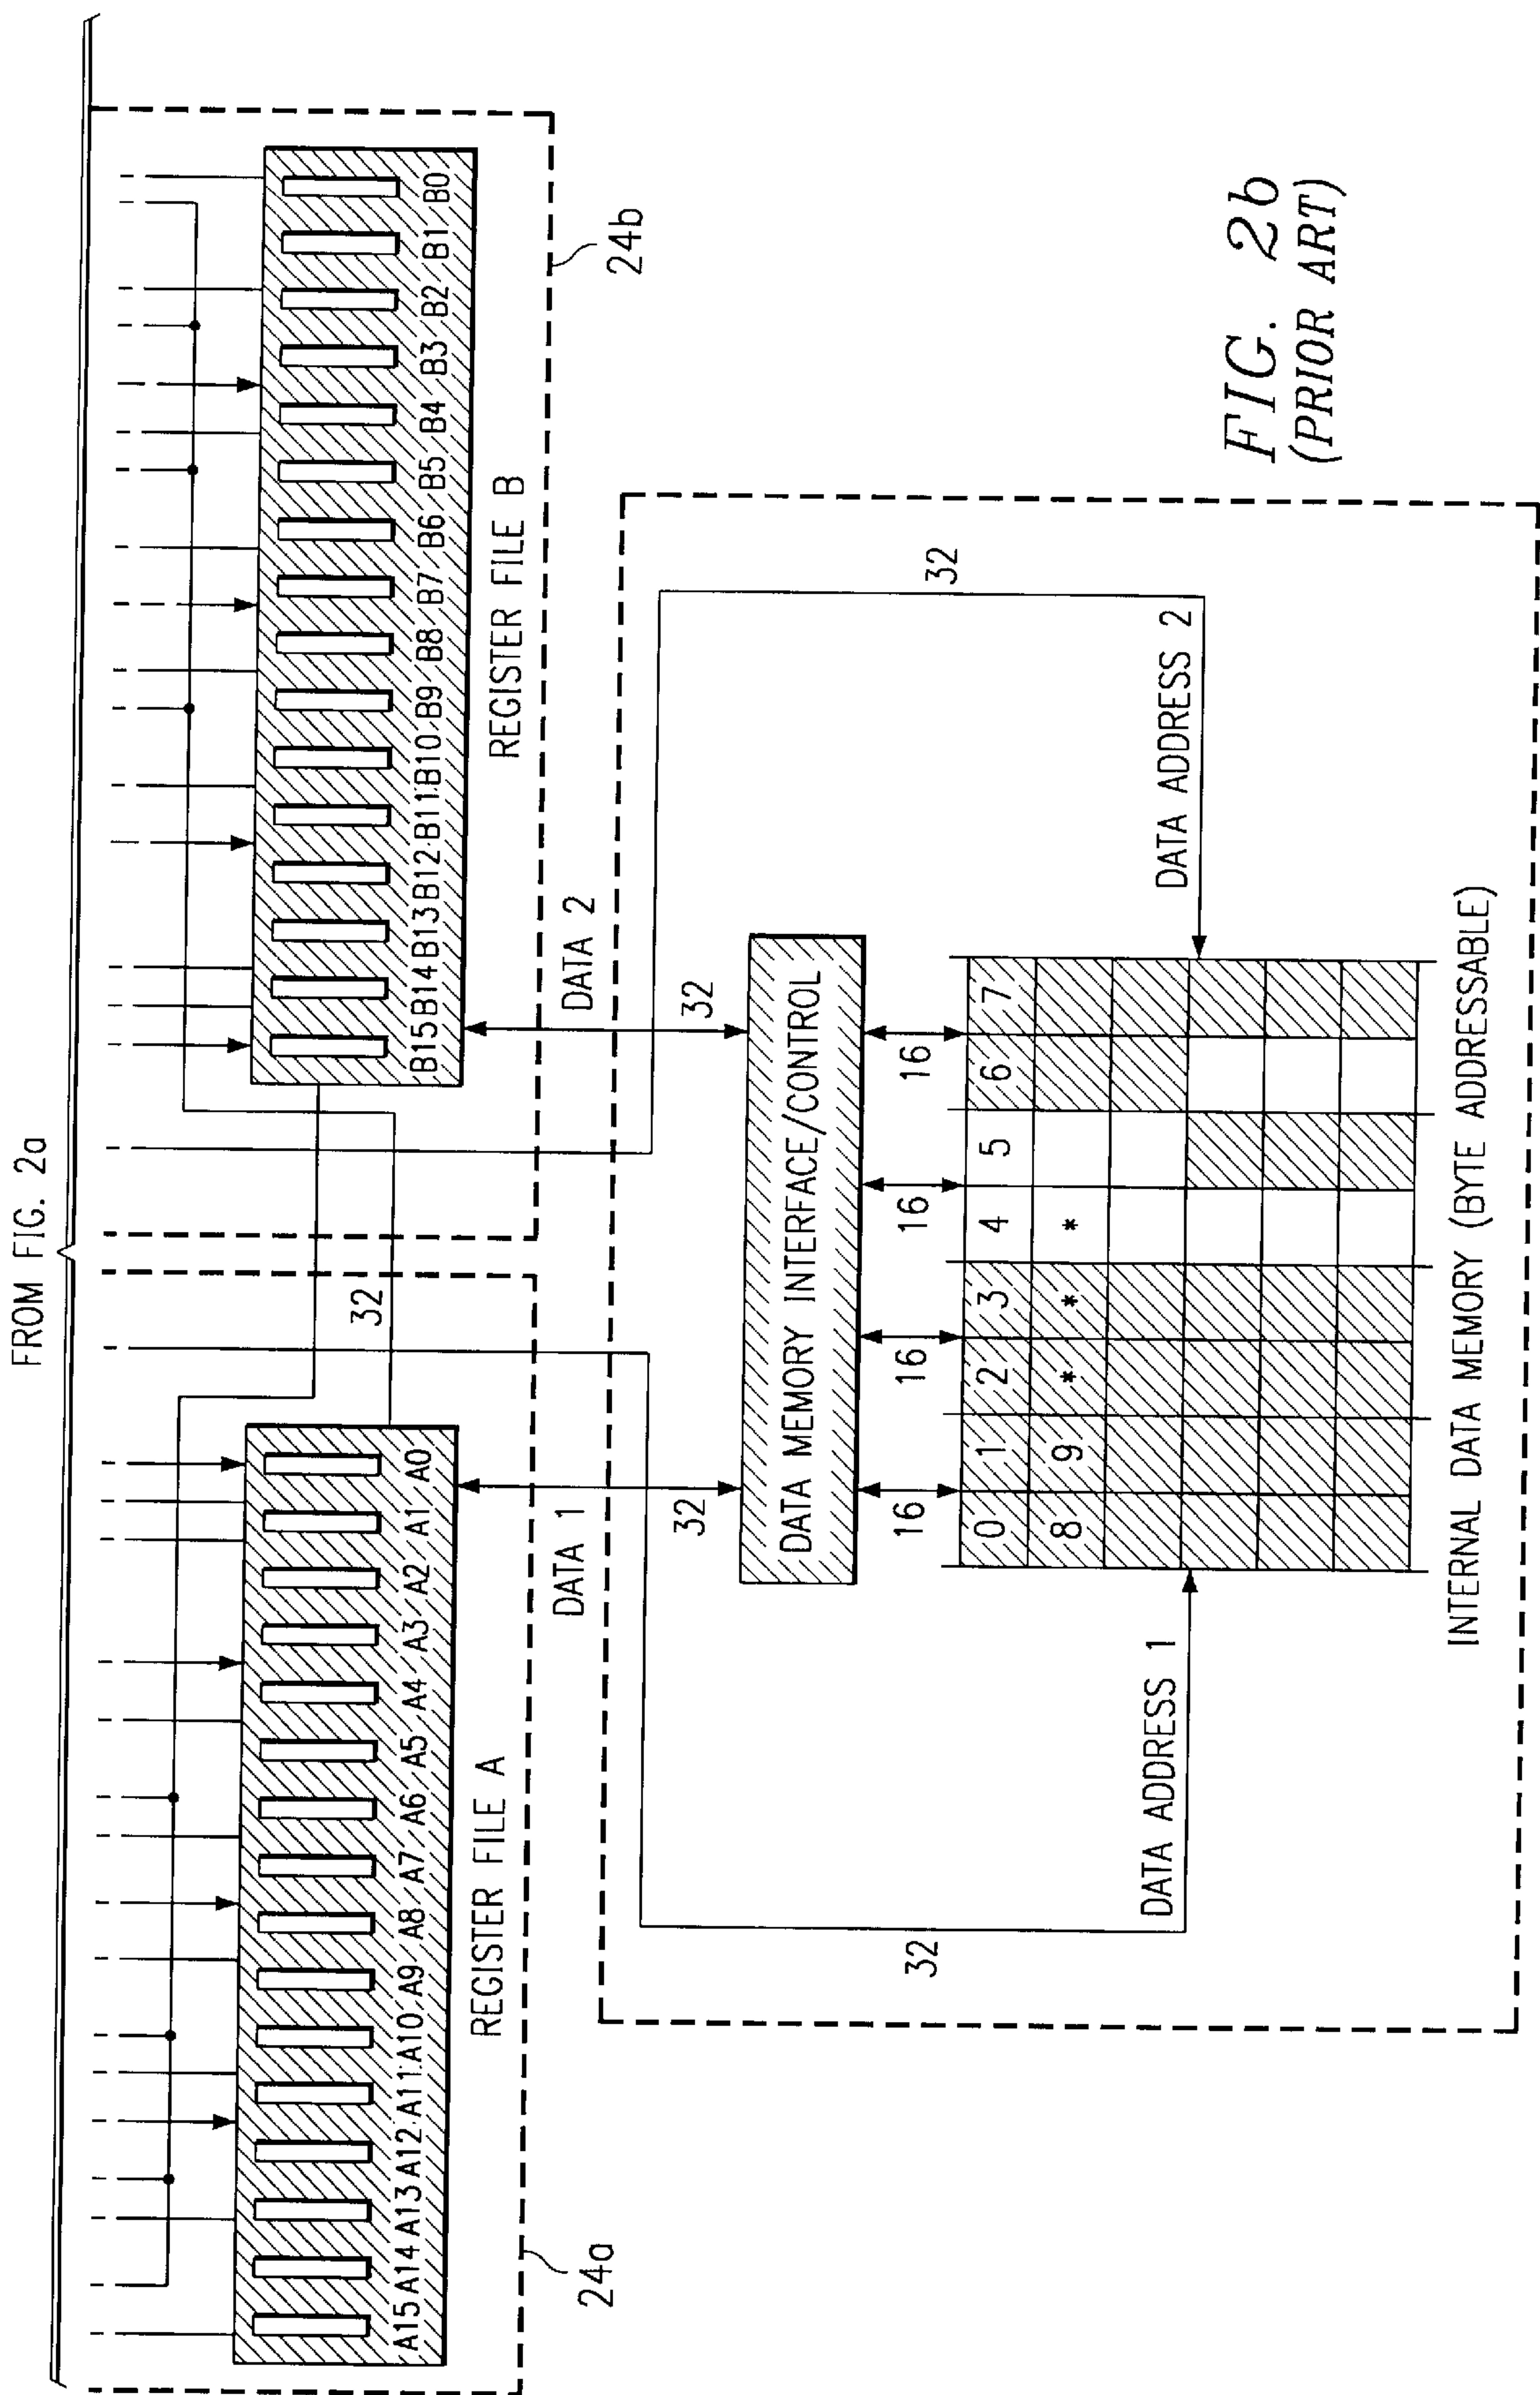 FROM FIG. 2a
A15 A14 A13 A12 A11 A10 A9 A8 A7 A6 A5 A4 A3 A2 A1 A0
32
B15 B14 B13 B12 B11 B10 B9 B8 B7 B6 B5 B4 B3 B2 B1 B0
REGISTER FILE A
REGISTER FILE B
24a
DATA 1
DATA 2
24b
32
32
DATA MEMORY INTERFACE/CONTROL
32
32
16
16
16
16
0 1 2 3 4 5 6 7
8 9 * * *
DATA ADDRESS 1
DATA ADDRESS 2
INTERNAL DATA MEMORY (BYTE ADDRESSABLE)
FIG. 2b
(PRIOR ART)